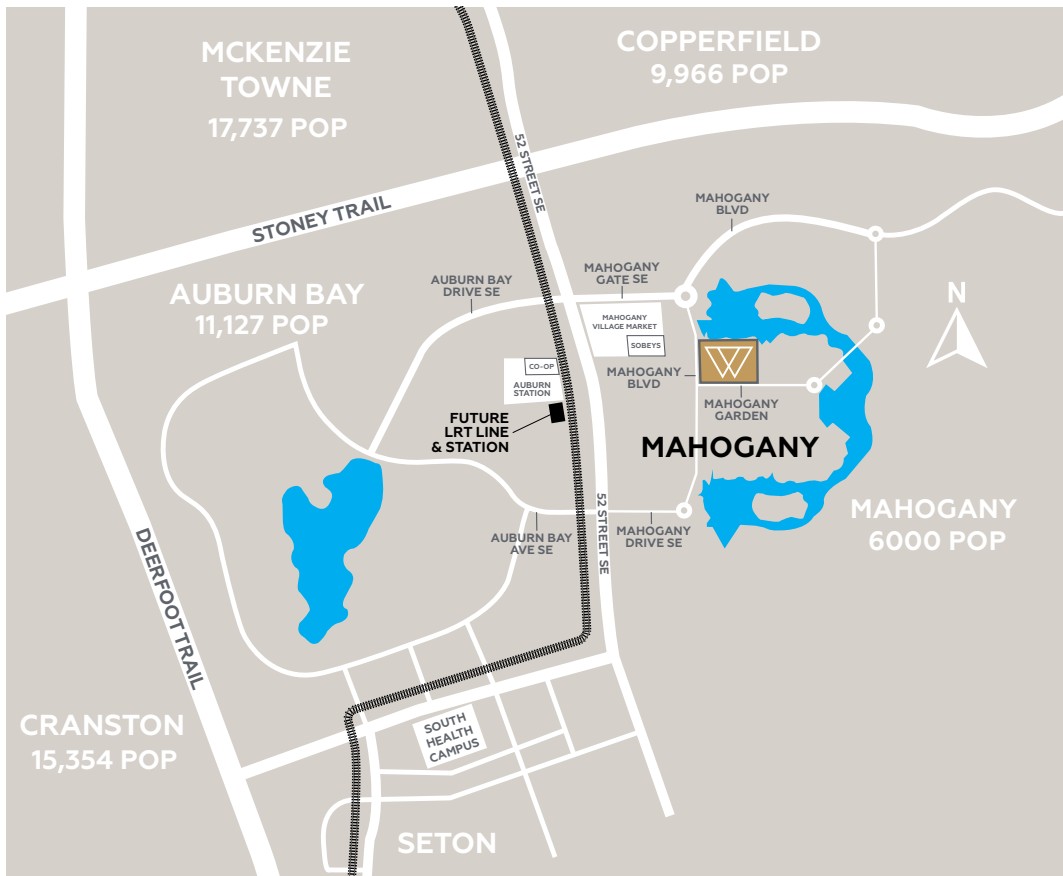 MCKENZIE
TOWNE
17,737 POP
COPPERFIELD
9,966 POP
52 STREET SE
STONEY TRAIL
MAHOGANY
BLVD
AUBURN BAY
11,127 POP
AUBURN BAY
DRIVE SE
MAHOGANY
GATE SE
N
MAHOGANY
VILLAGE MARKET
SOBEYS
CO-OP
AUBURN
STATION
MAHOGANY
BLVD
W
MAHOGANY
GARDEN
FUTURE
LRT LINE
& STATION
MAHOGANY
MAHOGANY
6000 POP
52 STREET SE
AUBURN BAY
AVE SE
MAHOGANY
DRIVE SE
DEERFOOT TRAIL
CRANSTON
15,354 POP
SOUTH
HEALTH
CAMPUS
SETON